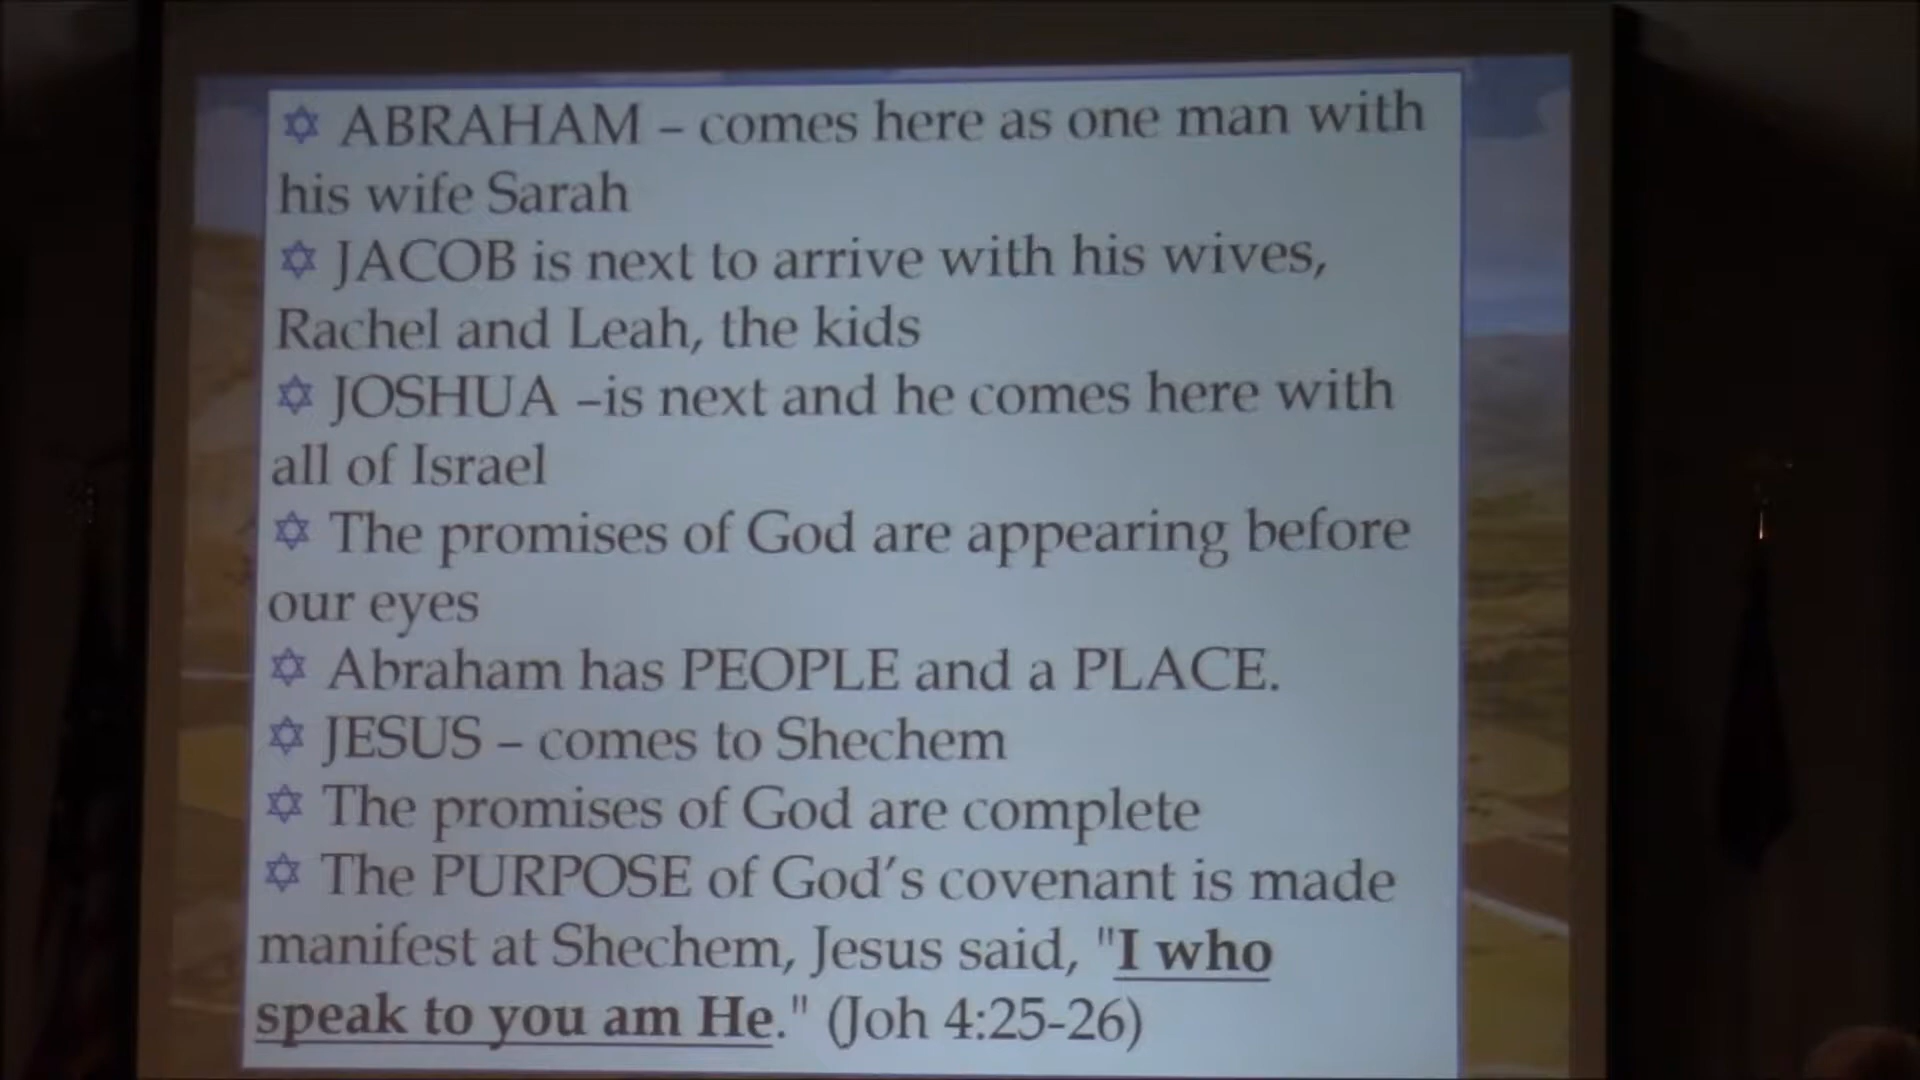 ✡ ABRAHAM – comes here as one man with
his wife Sarah
✡ JACOB is next to arrive with his wives,
Rachel and Leah, the kids
✡ JOSHUA –is next and he comes here with
all of Israel
✡ The promises of God are appearing before
our eyes
✡ Abraham has PEOPLE and a PLACE.
✡ JESUS – comes to Shechem
✡ The promises of God are complete
✡ The PURPOSE of God's covenant is made
manifest at Shechem, Jesus said, "I who
speak to you am He." (Joh 4:25-26)